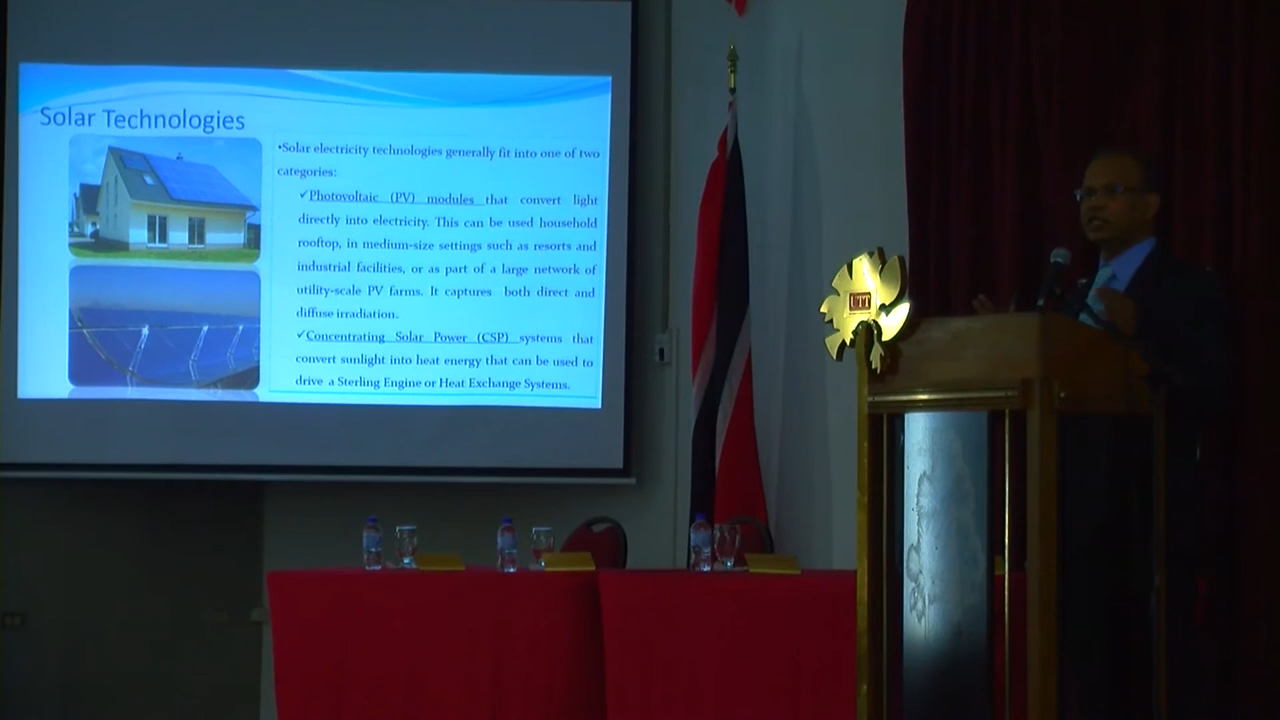 Solar Technologies
•Solar electricity technologies generally fit into one of two
categories:
✓Photovoltaic (PV) modules that convert light
directly into electricity. This can be used household
rooftop, in medium-size settings such as resorts and
industrial facilities, or as part of a large network of
utility-scale PV farms. It captures both direct and
diffuse irradiation.
✓Concentrating Solar Power (CSP) systems that
convert sunlight into heat energy that can be used to
drive a Sterling Engine or Heat Exchange Systems.
UTT